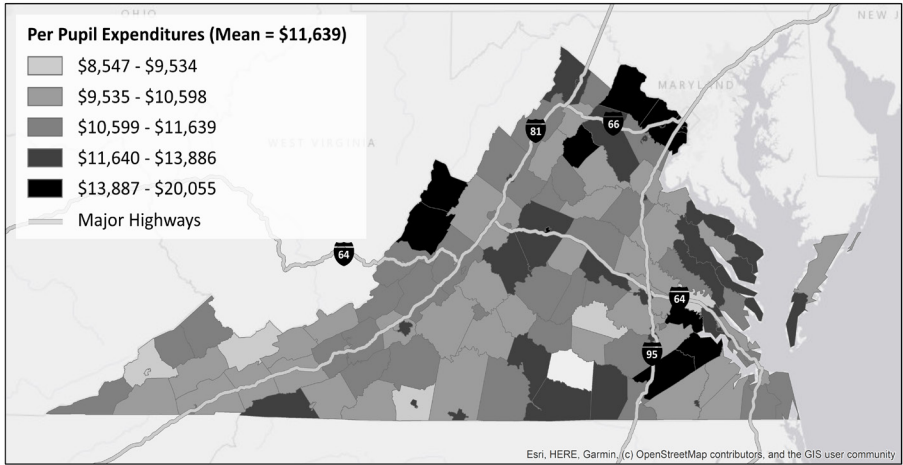 OHIO
NEW J
Per Pupil Expenditures (Mean = $11,639)
$8,547 - $9,534
$9,535 - $10,598
$10,599 - $11,639
$11,640 - $13,886
$13,887 - $20,055
Major Highways
MARYLAND
WEST VIRGINIA
81
66
64
64
95
Esri, HERE, Garmin, (c) OpenStreetMap contributors, and the GIS user community